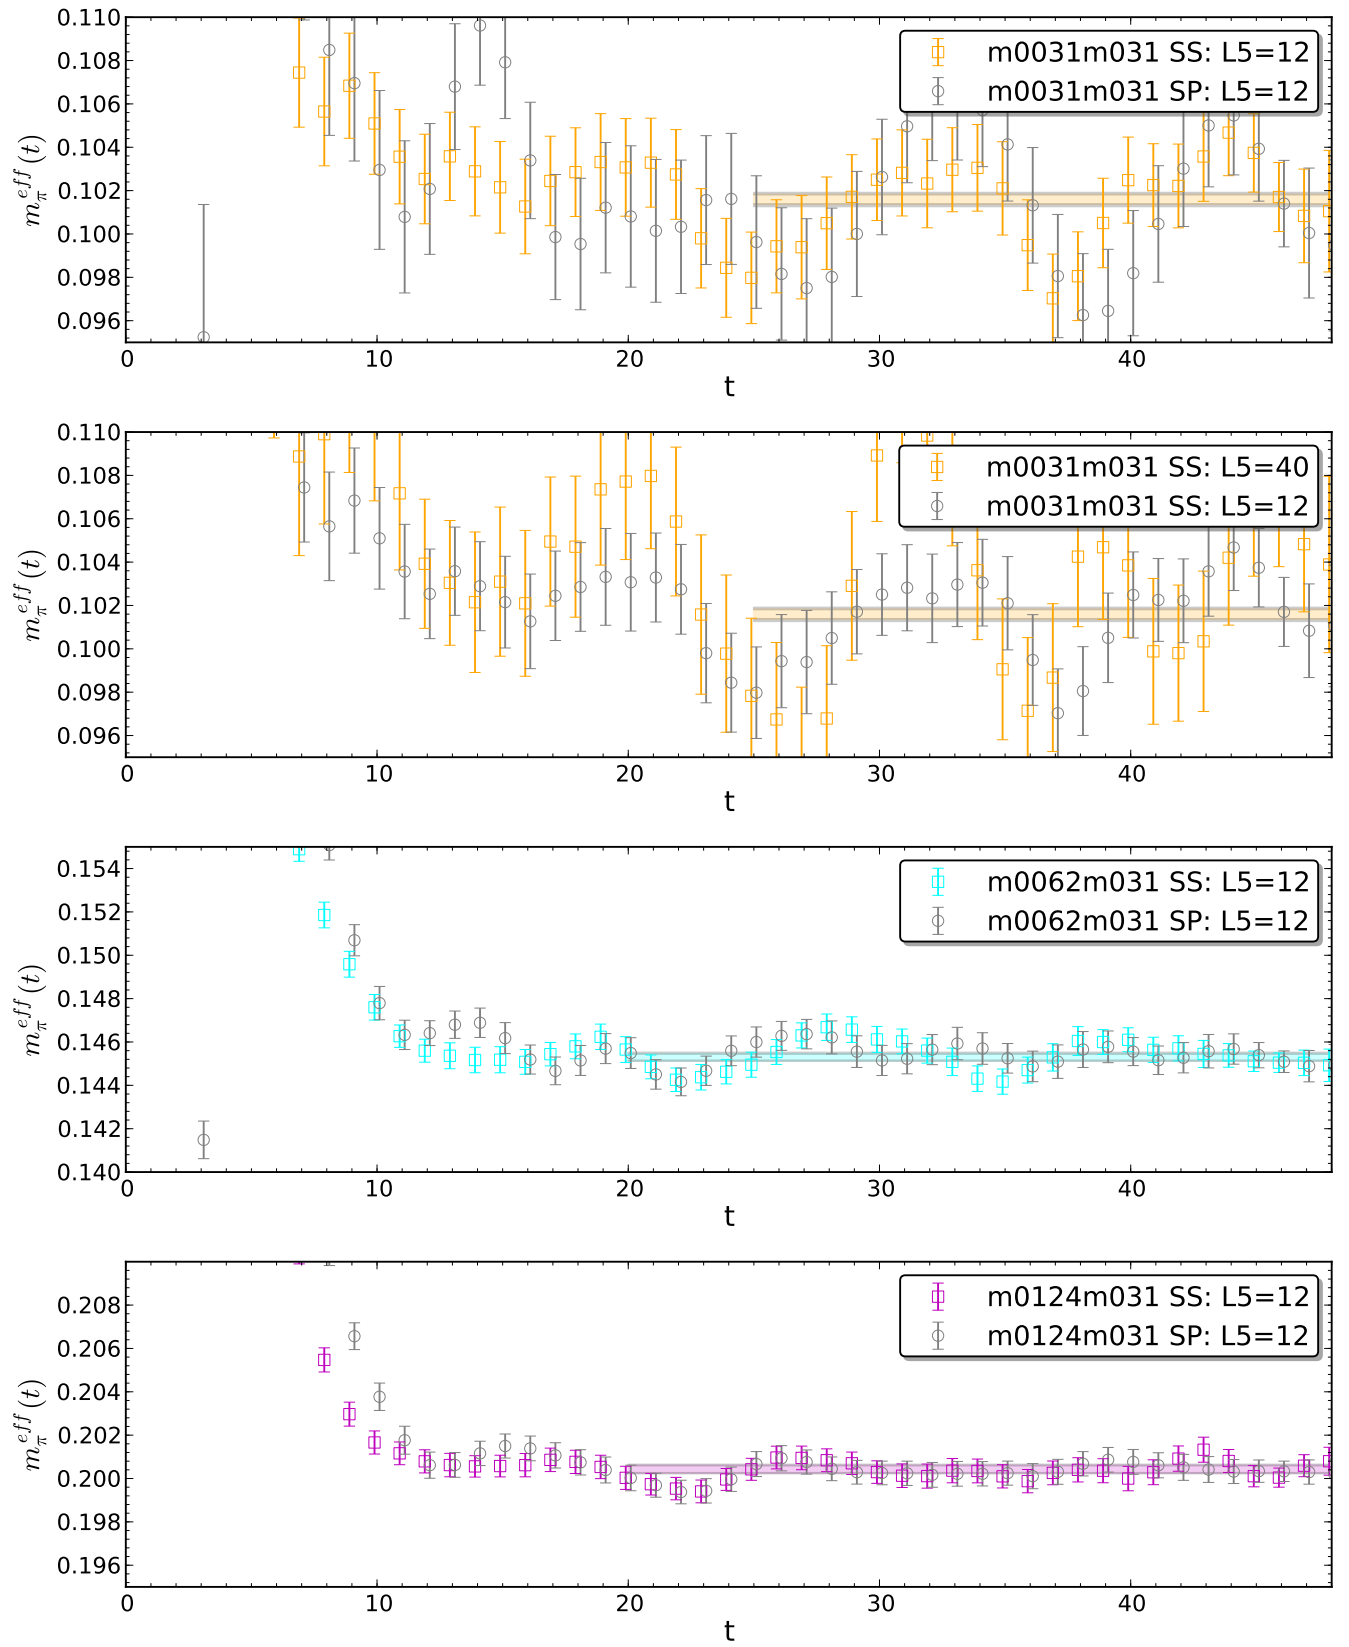 0.110
0.108
0.106
0.104
0.102
0.100
0.098
0.096
m_π^{eff}(t)
m0031m031 SS: L5=12
m0031m031 SP: L5=12
0 10 20 30 40
t
0.110
0.108
0.106
0.104
0.102
0.100
0.098
0.096
m_π^{eff}(t)
m0031m031 SS: L5=40
m0031m031 SS: L5=12
0 10 20 30 40
t
0.154
0.152
0.150
0.148
0.146
0.144
0.142
0.140
m_π^{eff}(t)
m0062m031 SS: L5=12
m0062m031 SP: L5=12
0 10 20 30 40
t
0.208
0.206
0.204
0.202
0.200
0.198
0.196
m_π^{eff}(t)
m0124m031 SS: L5=12
m0124m031 SP: L5=12
0 10 20 30 40
t